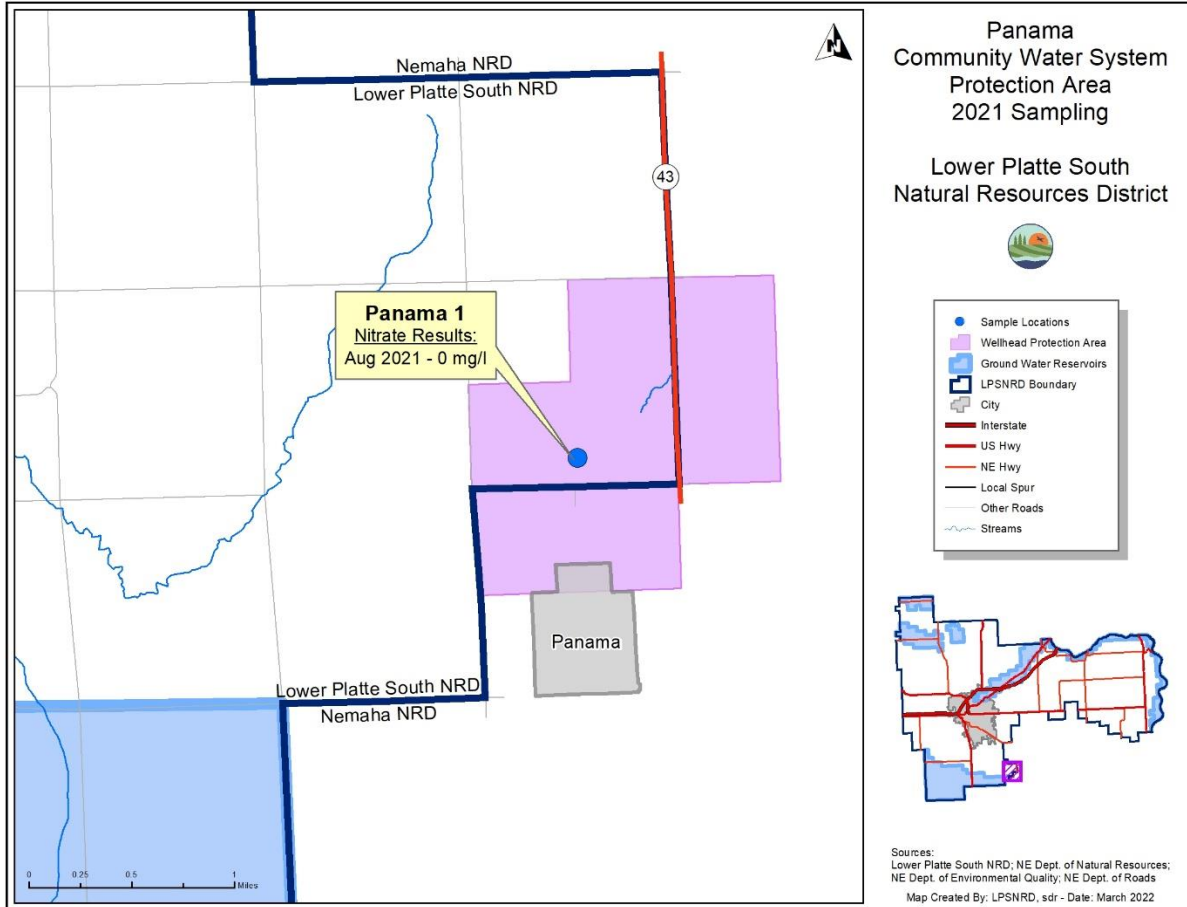 Nemaha NRD
Lower Platte South NRD
N
43
Panama 1
Nitrate Results:
Aug 2021 - 0 mg/l
Panama
Lower Platte South NRD
Nemaha NRD
0 0.25 0.5 1
Miles
Panama
Community Water System
Protection Area
2021 Sampling
Lower Platte South
Natural Resources District
Sample Locations
Wellhead Protection Area
Ground Water Reservoirs
LPSNRD Boundary
City
Interstate
US Hwy
NE Hwy
Local Spur
Other Roads
Streams
Sources:
Lower Platte South NRD; NE Dept. of Natural Resources;
NE Dept. of Environmental Quality; NE Dept. of Roads
Map Created By: LPSNRD, sdr - Date: March 2022